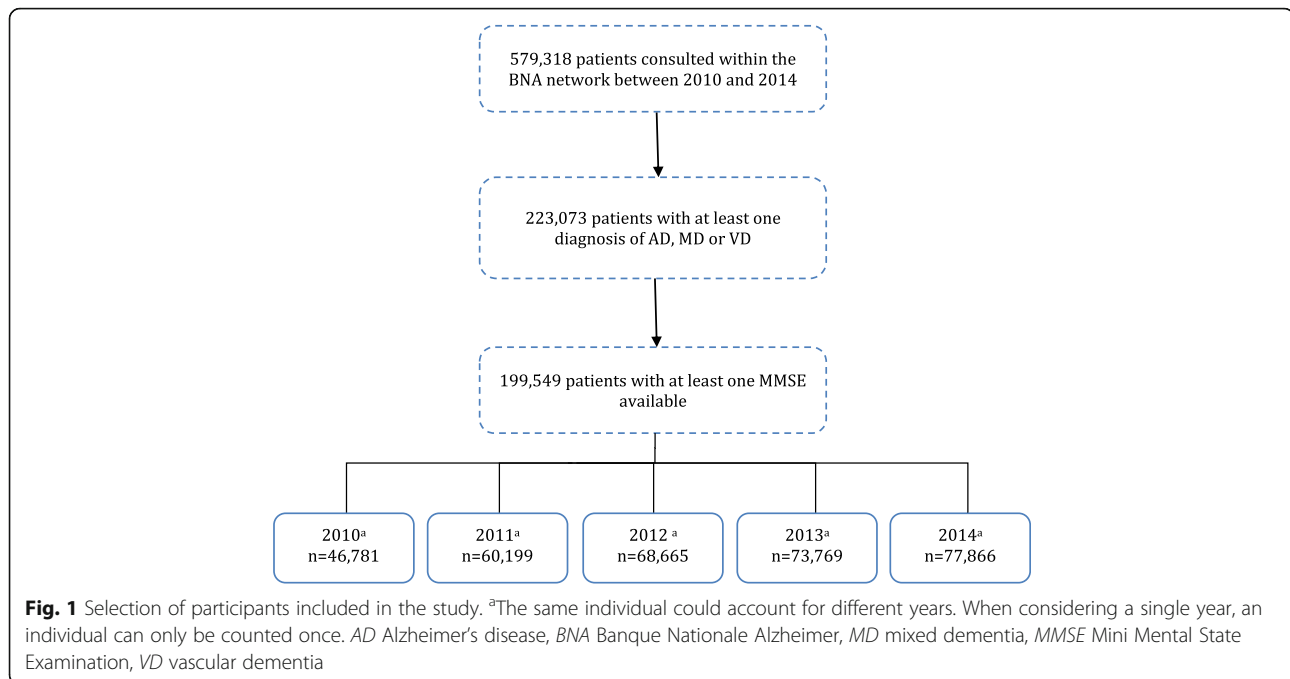 579,318 patients consulted within the
BNA network between 2010 and 2014
223,073 patients with at least one
diagnosis of AD, MD or VD
199,549 patients with at least one MMSE
available
2010ᵃ
n=46,781
2011ᵃ
n=60,199
2012 ᵃ
n=68,665
2013ᵃ
n=73,769
2014ᵃ
n=77,866
Fig. 1 Selection of participants included in the study. ᵃThe same individual could account for different years. When considering a single year, an
individual can only be counted once. AD Alzheimer's disease, BNA Banque Nationale Alzheimer, MD mixed dementia, MMSE Mini Mental State
Examination, VD vascular dementia